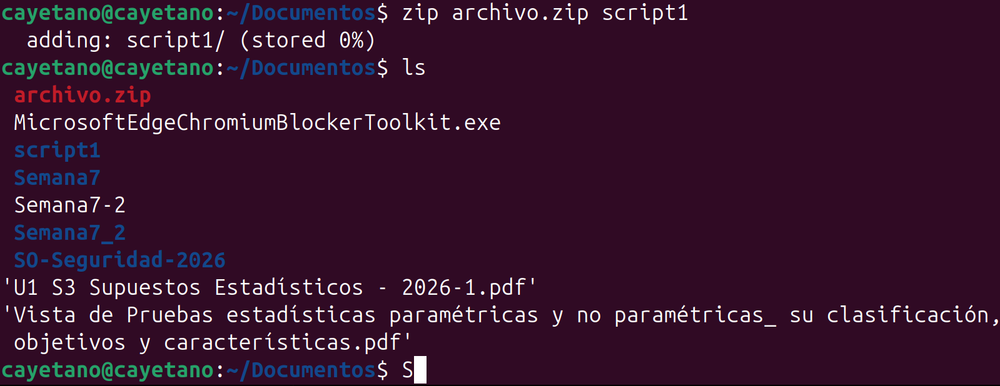 cayetano@cayetano:~/Documentos$ zip archivo.zip script1
  adding: script1/ (stored 0%)
cayetano@cayetano:~/Documentos$ ls
 archivo.zip
 MicrosoftEdgeChromiumBlockerToolkit.exe
 script1
 Semana7
 Semana7-2
 Semana7_2
 SO-Seguridad-2026
'U1 S3 Supuestos Estadísticos - 2026-1.pdf'
'Vista de Pruebas estadísticas paramétricas y no paramétricas_ su clasificación,
 objetivos y características.pdf'
cayetano@cayetano:~/Documentos$ S